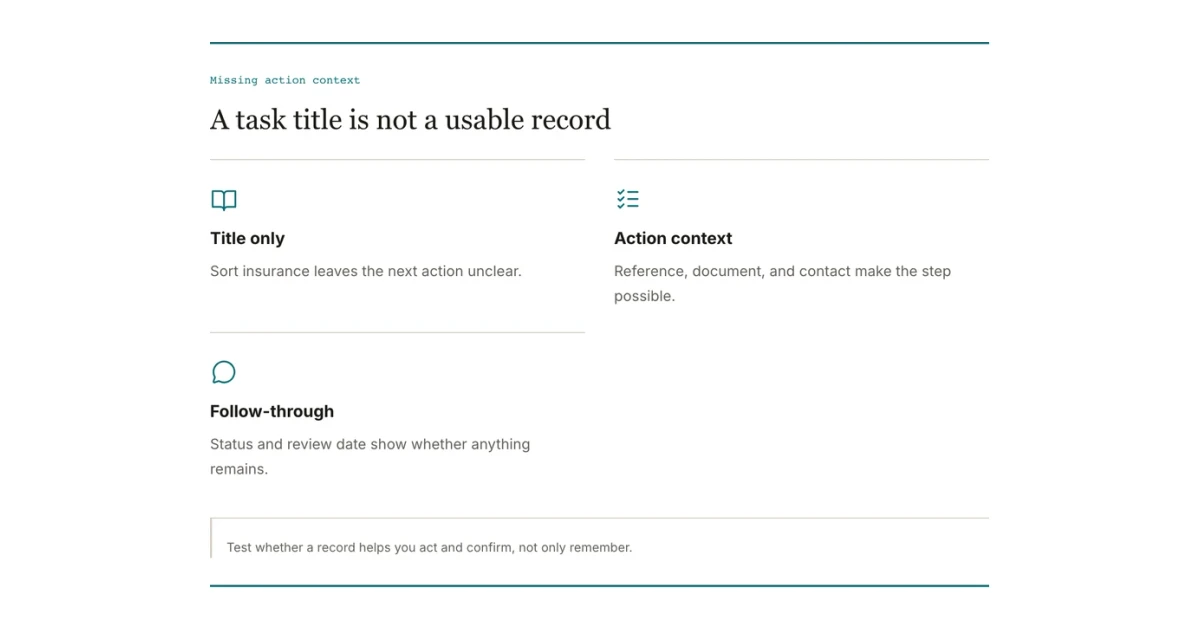 Missing action context
A task title is not a usable record
Title only
Sort insurance leaves the next action unclear.
Action context
Reference, document, and contact make the step
possible.
Follow-through
Status and review date show whether anything
remains.
Test whether a record helps you act and confirm, not only remember.